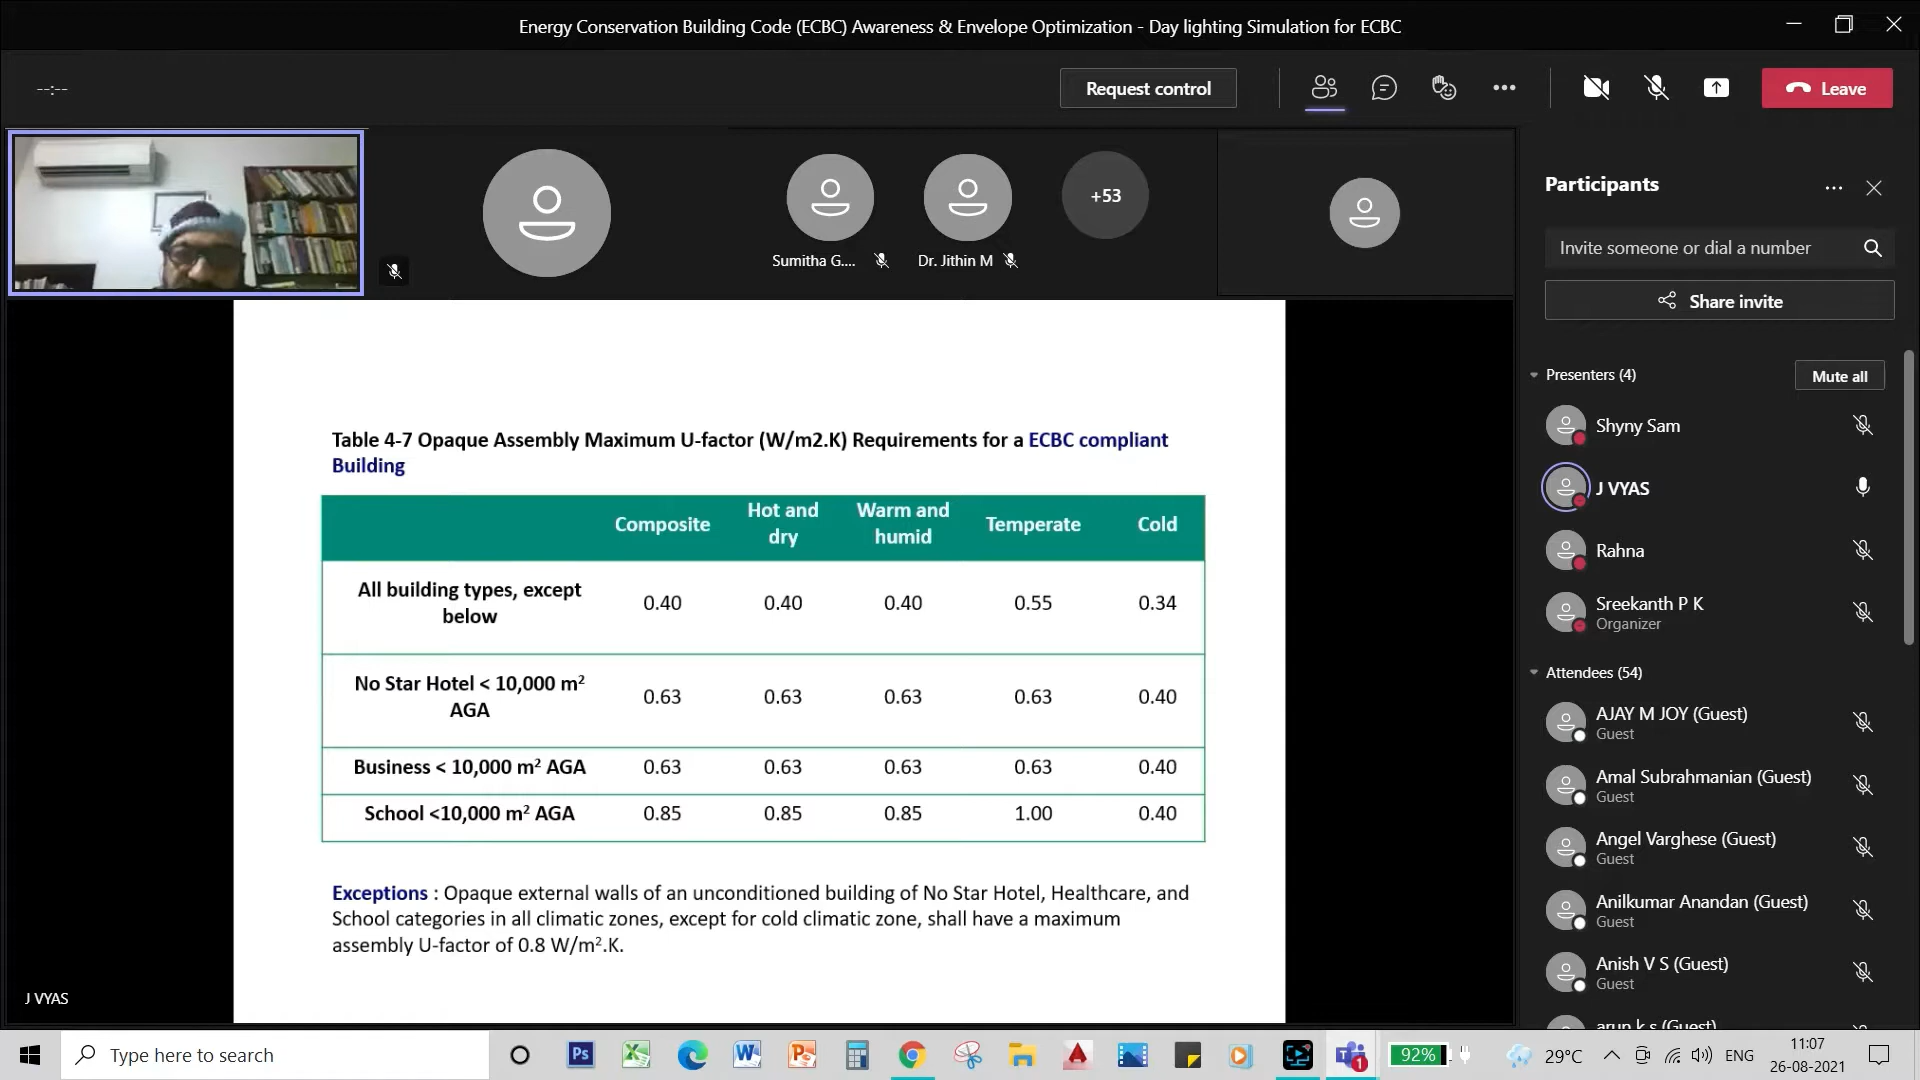 Energy Conservation Building Code (ECBC) Awareness & Envelope Optimization - Day lighting Simulation for ECBC
--:--
Request control
Leave
Sumitha G....
Dr. Jithin M
+53
Participants
Invite someone or dial a number
Share invite
Presenters (4)
Mute all
Shyny Sam
J VYAS
Rahna
Sreekanth P K
Organizer
Attendees (54)
AJAY M JOY (Guest)
Guest
Amal Subrahmanian (Guest)
Guest
Angel Varghese (Guest)
Guest
Anilkumar Anandan (Guest)
Guest
Anish V S (Guest)
Guest
arun k s (Guest)
Table 4-7 Opaque Assembly Maximum U-factor (W/m2.K) Requirements for a ECBC compliant
Building
Composite Hot and dry Warm and humid Temperate Cold
All building types, except below 0.40 0.40 0.40 0.55 0.34
No Star Hotel < 10,000 m² AGA 0.63 0.63 0.63 0.63 0.40
Business < 10,000 m² AGA 0.63 0.63 0.63 0.63 0.40
School <10,000 m² AGA 0.85 0.85 0.85 1.00 0.40
Exceptions : Opaque external walls of an unconditioned building of No Star Hotel, Healthcare, and
School categories in all climatic zones, except for cold climatic zone, shall have a maximum
assembly U-factor of 0.8 W/m².K.
J VYAS
Type here to search
Ps
92%
1
29°C
ENG
11:07
26-08-2021